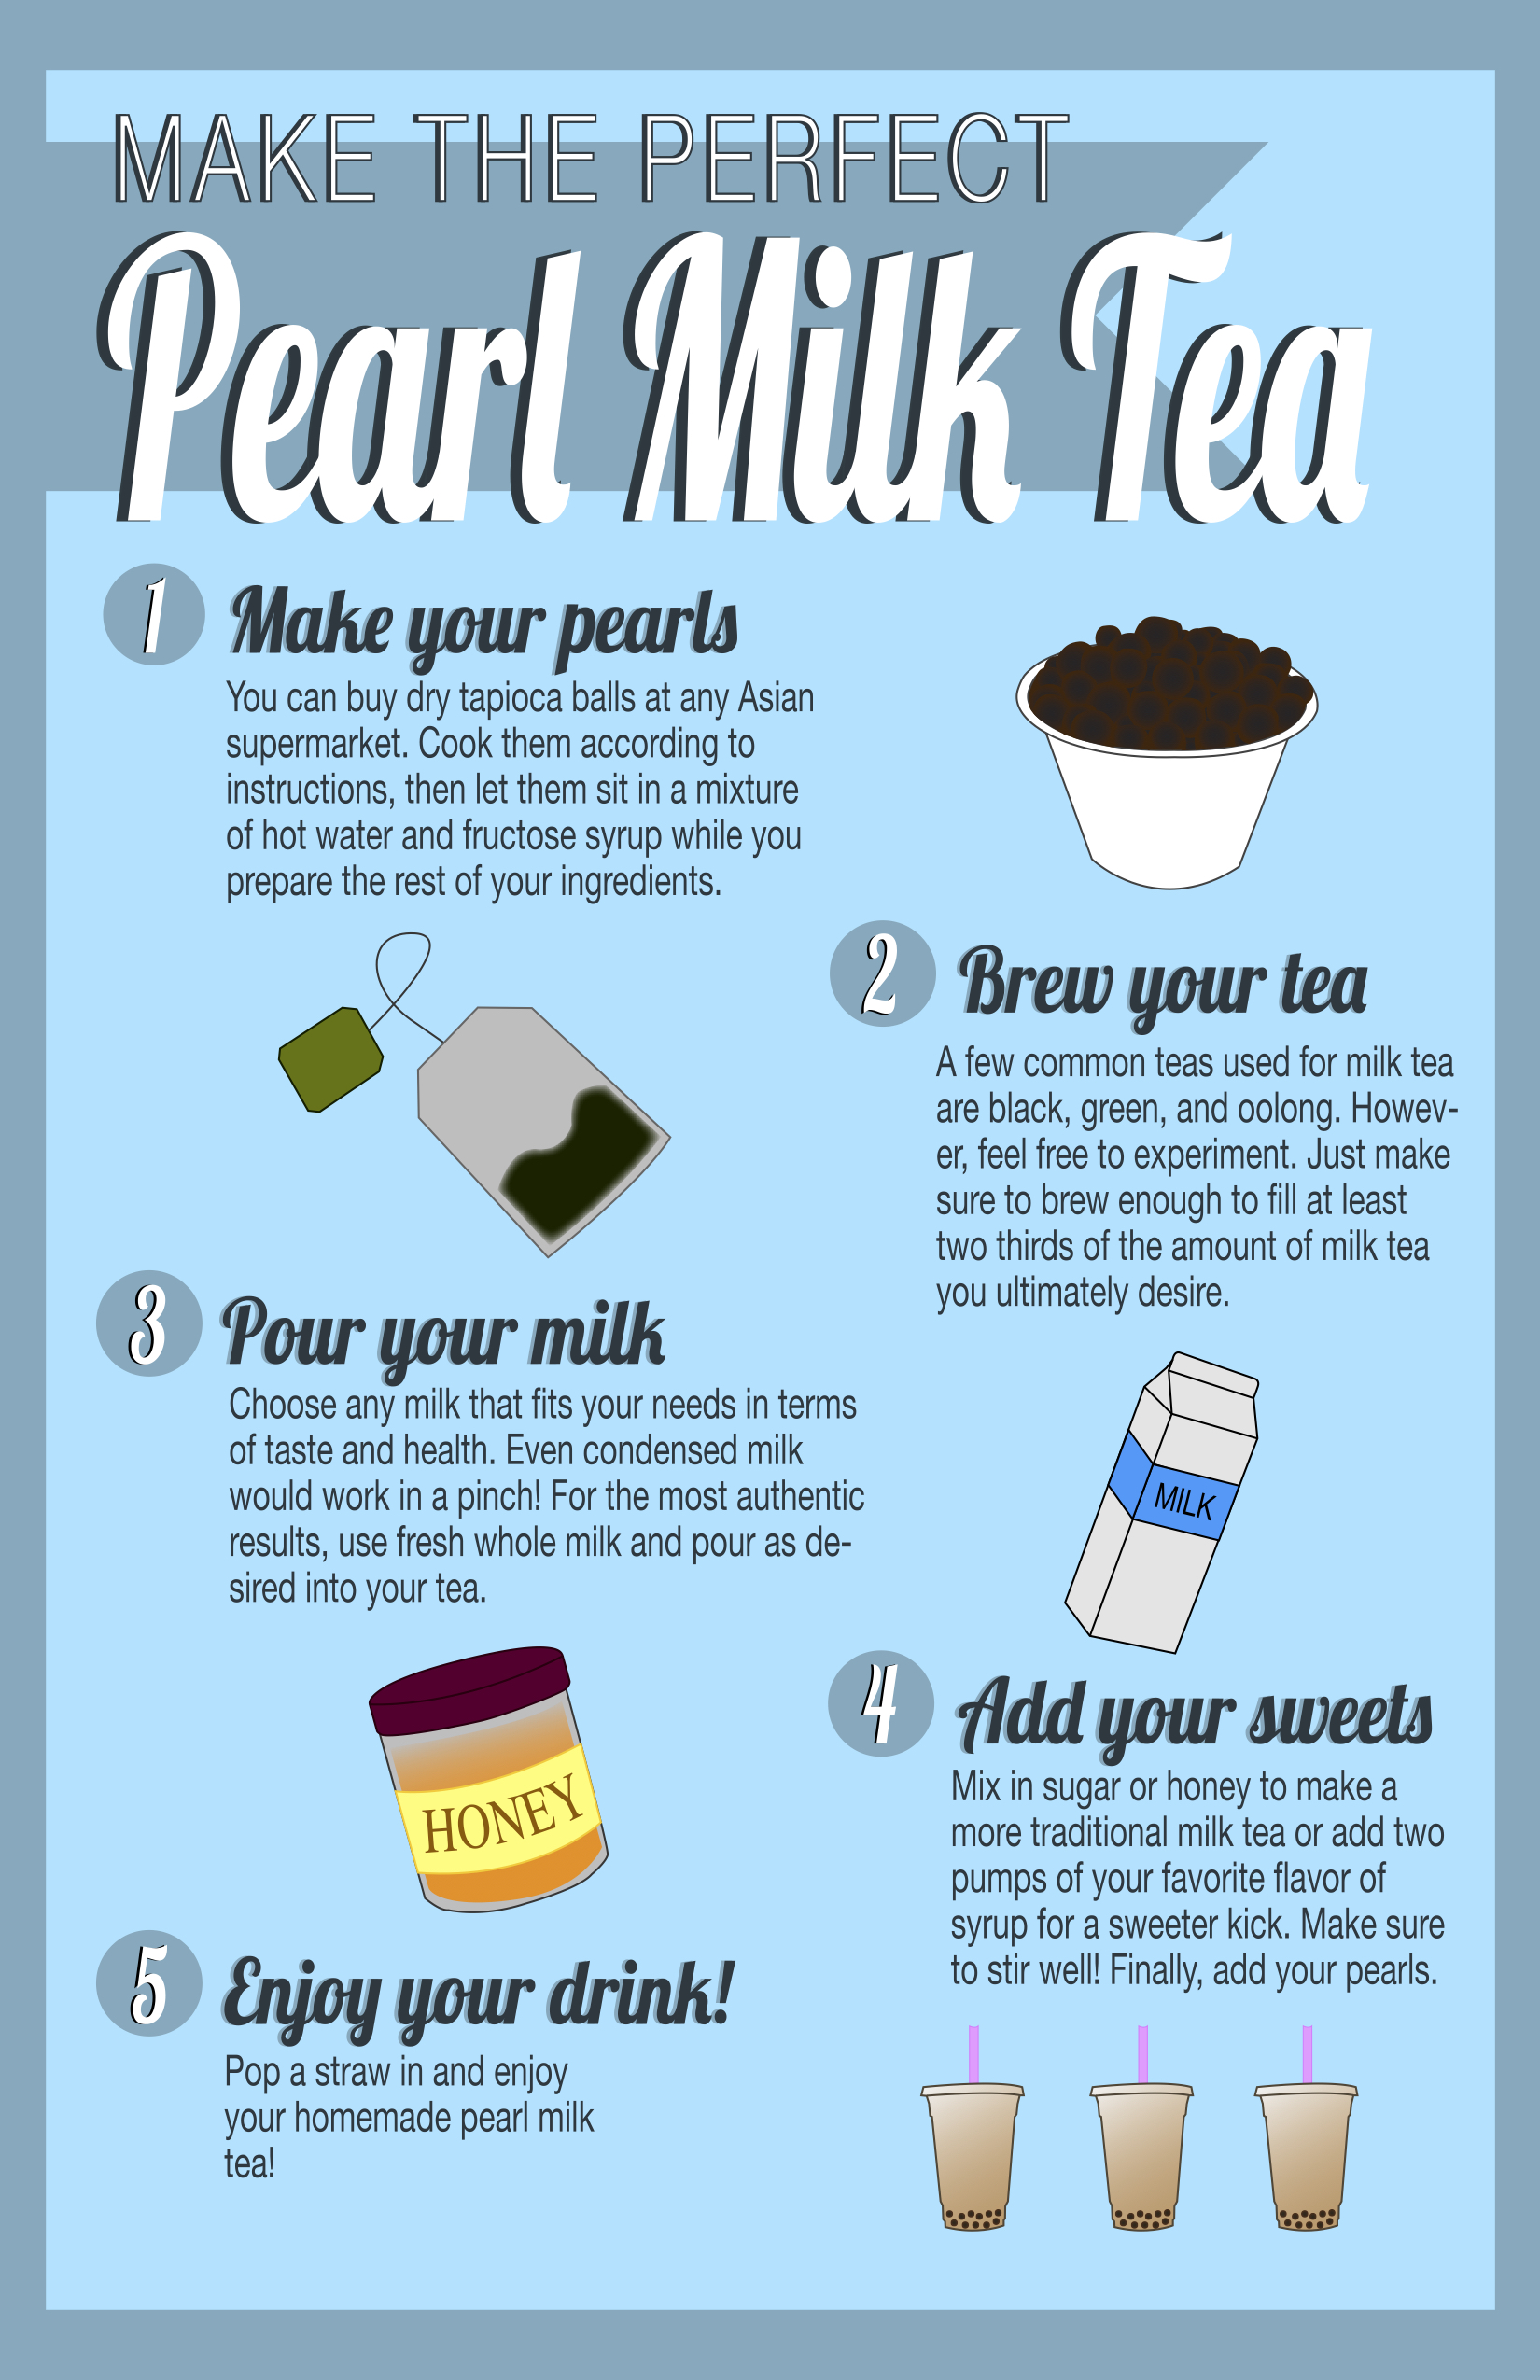 MAKE THE PERFECT
Pearl Milk Tea
1
Make your pearls
You can buy dry tapioca balls at any Asian
supermarket. Cook them according to
instructions, then let them sit in a mixture
of hot water and fructose syrup while you
prepare the rest of your ingredients.
2
Brew your tea
A few common teas used for milk tea
are black, green, and oolong. Howev-
er, feel free to experiment. Just make
sure to brew enough to fill at least
two thirds of the amount of milk tea
you ultimately desire.
3
Pour your milk
Choose any milk that fits your needs in terms
of taste and health. Even condensed milk
would work in a pinch! For the most authentic
results, use fresh whole milk and pour as de-
sired into your tea.
MILK
4
Add your sweets
Mix in sugar or honey to make a
more traditional milk tea or add two
pumps of your favorite flavor of
syrup for a sweeter kick. Make sure
to stir well! Finally, add your pearls.
HONEY
5
Enjoy your drink!
Pop a straw in and enjoy
your homemade pearl milk
tea!